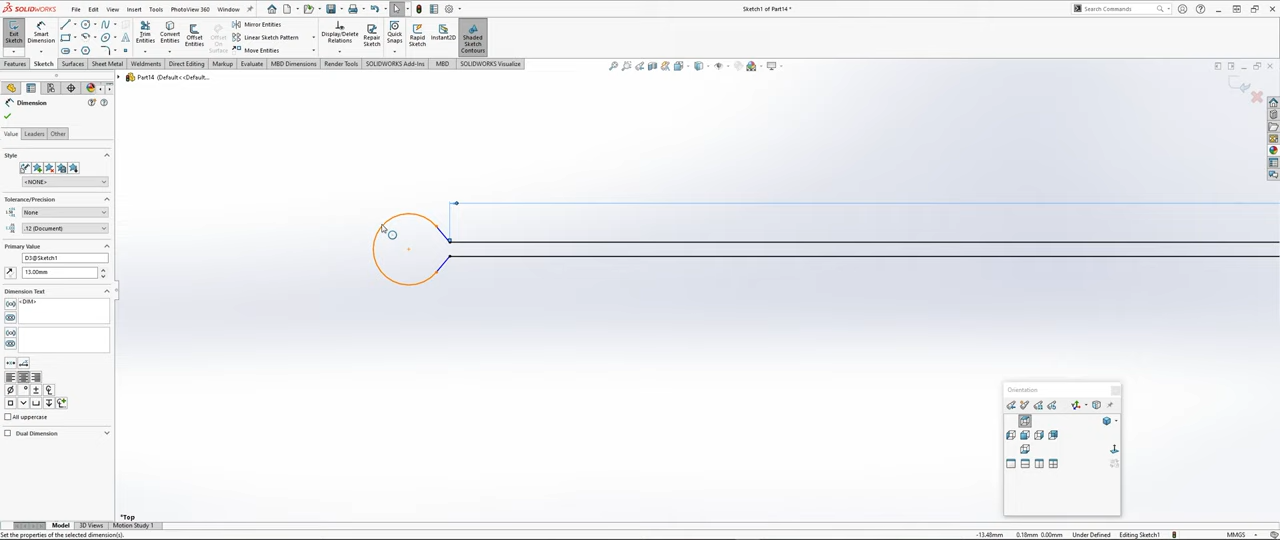 SOLIDWORKS File Edit View Insert Tools PhotoView 360 Window Sketch1 of Part14 * Search Commands
Exit Sketch
Smart Dimension
Trim Entities
Convert Entities
Offset Entities
Offset On Surface
Mirror Entities
Linear Sketch Pattern
Move Entities
Display/Delete Relations
Repair Sketch
Quick Snaps
Rapid Sketch
Instant2D
Shaded Sketch Contours
Features Sketch Surfaces Sheet Metal Weldments Direct Editing Markup Evaluate MBD Dimensions Render Tools SOLIDWORKS Add-Ins MBD SOLIDWORKS Visualize
Part14 (Default<<Default...
Dimension
Value Leaders Other
Style
<NONE>
Tolerance/Precision
None
.12 (Document)
Primary Value
D3@Sketch1
13.00mm
Dimension Text
<DIM>
All uppercase
Dual Dimension
Orientation
*Top
Model 3D Views Motion Study 1
Set the properties of the selected dimension(s). -13.48mm 0.18mm 0.00mm Under Defined Editing Sketch1 MMGS